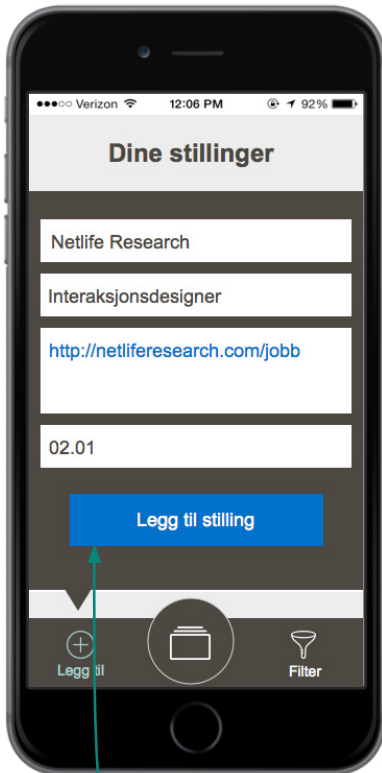 Verizon 12:06 PM 92%
Dine stillinger
Netlife Research
Interaksjonsdesigner
http://netliferesearch.com/jobb
02.01
Legg til stilling
Legg til
Filter